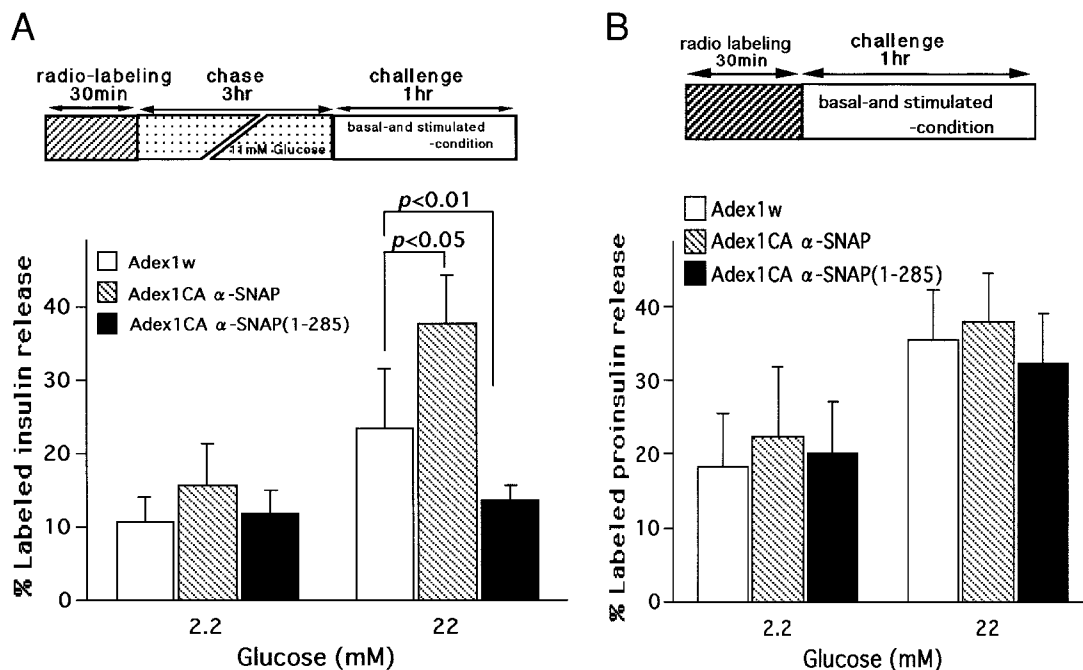 A
radio-labeling
30min
chase
3hr
challenge
1hr
11mM Glucose
basal-and stimulated
-condition
p<0.01
p<0.05
Adex1w
Adex1CA α-SNAP
Adex1CA α-SNAP(1-285)
% Labeled insulin release
40
30
20
10
0
2.2
22
Glucose (mM)
B
radio labeling
30min
challenge
1hr
basal-and stimulated
-condition
Adex1w
Adex1CA α-SNAP
Adex1CA α-SNAP(1-285)
% Labeled proinsulin release
40
30
20
10
0
2.2
22
Glucose (mM)